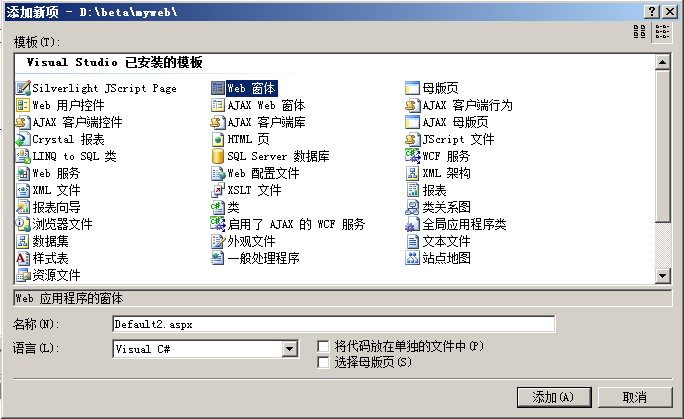 添加新项 - D:\beta\myweb\
模板(T):
Visual Studio 已安装的模板
Silverlight JScript Page
Web 窗体
母版页
Web 用户控件
AJAX Web 窗体
AJAX 客户端行为
AJAX 客户端控件
AJAX 客户端库
AJAX 母版页
Crystal 报表
HTML 页
JScript 文件
LINQ to SQL 类
SQL Server 数据库
WCF 服务
Web 服务
Web 配置文件
XML 架构
XML 文件
XSLT 文件
报表
报表向导
类
类关系图
浏览器文件
启用了 AJAX 的 WCF 服务
全局应用程序类
数据集
外观文件
文本文件
样式表
一般处理程序
站点地图
资源文件
Web 应用程序的窗体
名称(N):
Default2.aspx
语言(L):
Visual C#
将代码放在单独的文件中(P)
选择母版页(S)
添加(A)
取消